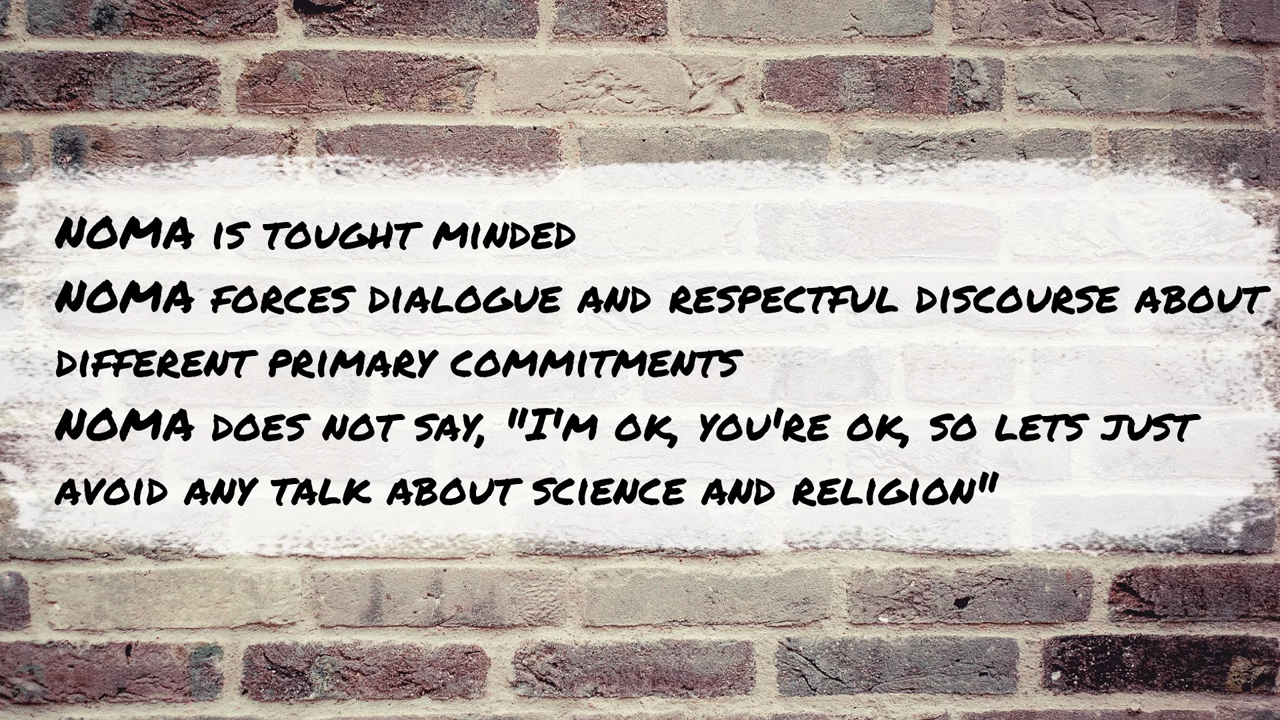 NOMA IS TOUGHT MINDED
NOMA FORCES DIALOGUE AND RESPECTFUL DISCOURSE ABOUT
DIFFERENT PRIMARY COMMITMENTS
NOMA DOES NOT SAY, "I'M OK, YOU'RE OK, SO LETS JUST
AVOID ANY TALK ABOUT SCIENCE AND RELIGION"